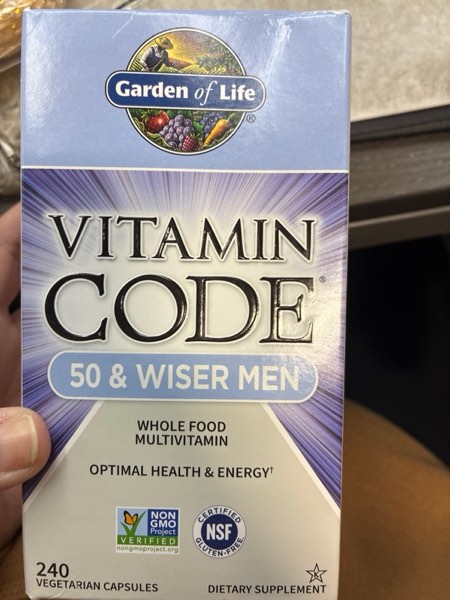 Garden of Life®
VITAMIN
CODE®
50 & WISER MEN
WHOLE FOOD
MULTIVITAMIN
OPTIMAL HEALTH & ENERGY†
NON
GMO
Project
VERIFIED
nongmoproject.org
CERTIFIED
NSF
GLUTEN-FREE
240
VEGETARIAN CAPSULES
K
DIETARY SUPPLEMENT